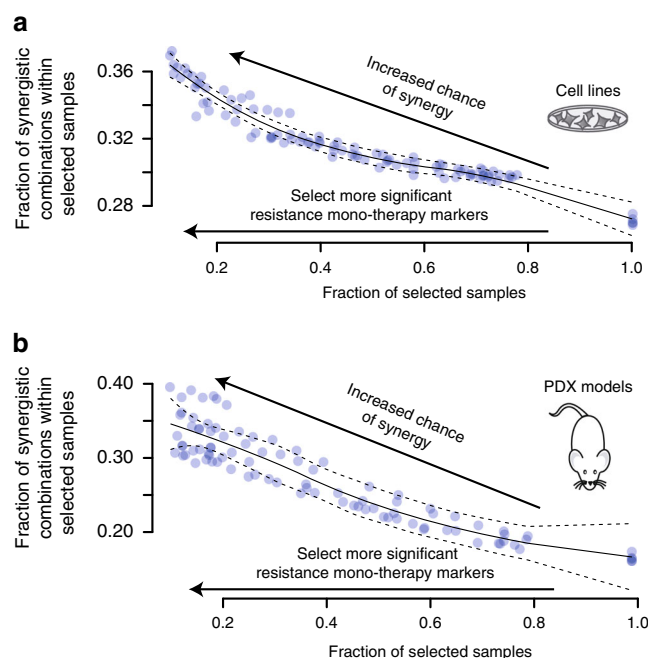 a
Fraction of synergistic
combinations within
selected samples
0.36
0.32
0.28
Increased chance
of synergy
Cell lines
Select more significant
resistance mono-therapy markers
0.2 0.4 0.6 0.8 1.0
Fraction of selected samples
b
Fraction of synergistic
combinations within
selected samples
0.40
0.30
0.20
Increased chance
of synergy
PDX models
Select more significant
resistance mono-therapy markers
0.2 0.4 0.6 0.8 1.0
Fraction of selected samples